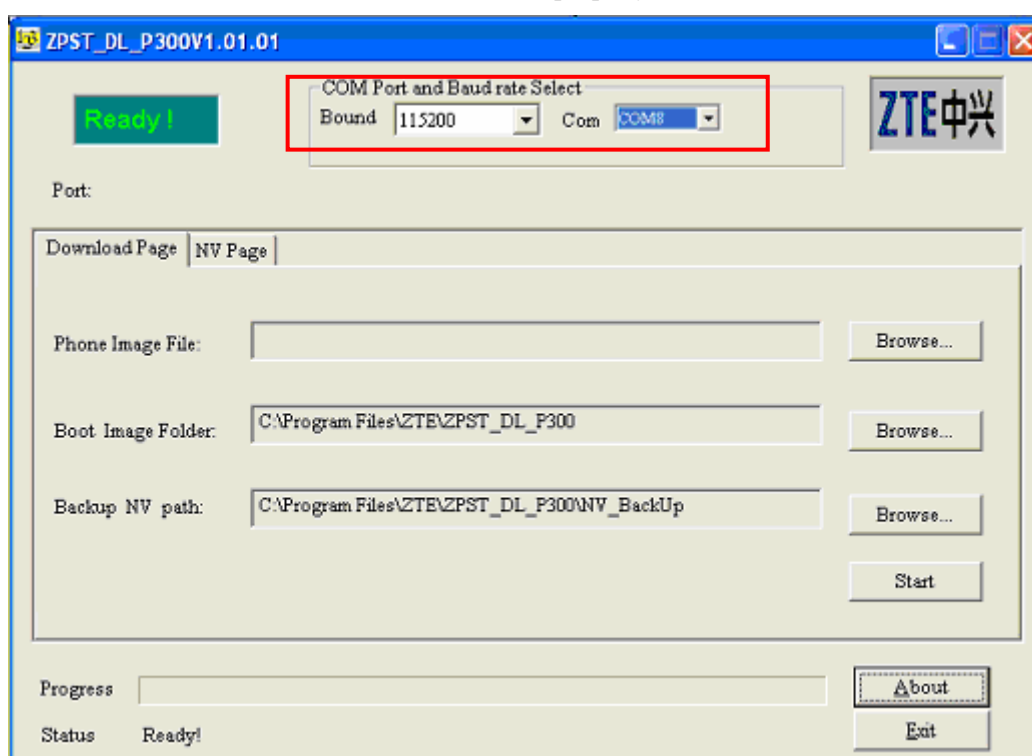 ZPST_DL_P300V1.01.01
Ready !
COM Port and Baud rate Select
Bound 115200 Com COM8
ZTE中兴
Port:
Download Page NV Page
Phone Image File: Browse...
Boot Image Folder: C:\Program Files\ZTE\ZPST_DL_P300 Browse...
Backup NV path: C:\Program Files\ZTE\ZPST_DL_P300\NV_BackUp Browse...
Start
Progress About
Status Ready! Exit